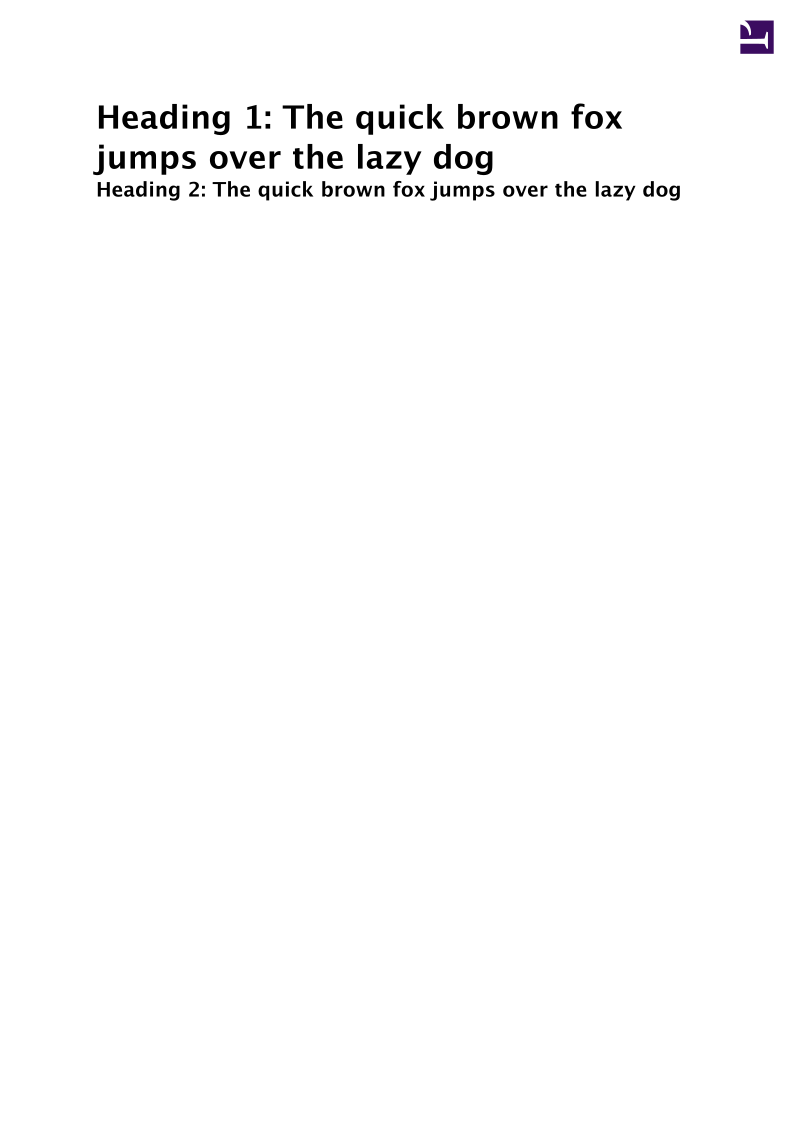 Heading 1: The quick brown fox
jumps over the lazy dog
Heading 2: The quick brown fox jumps over the lazy dog